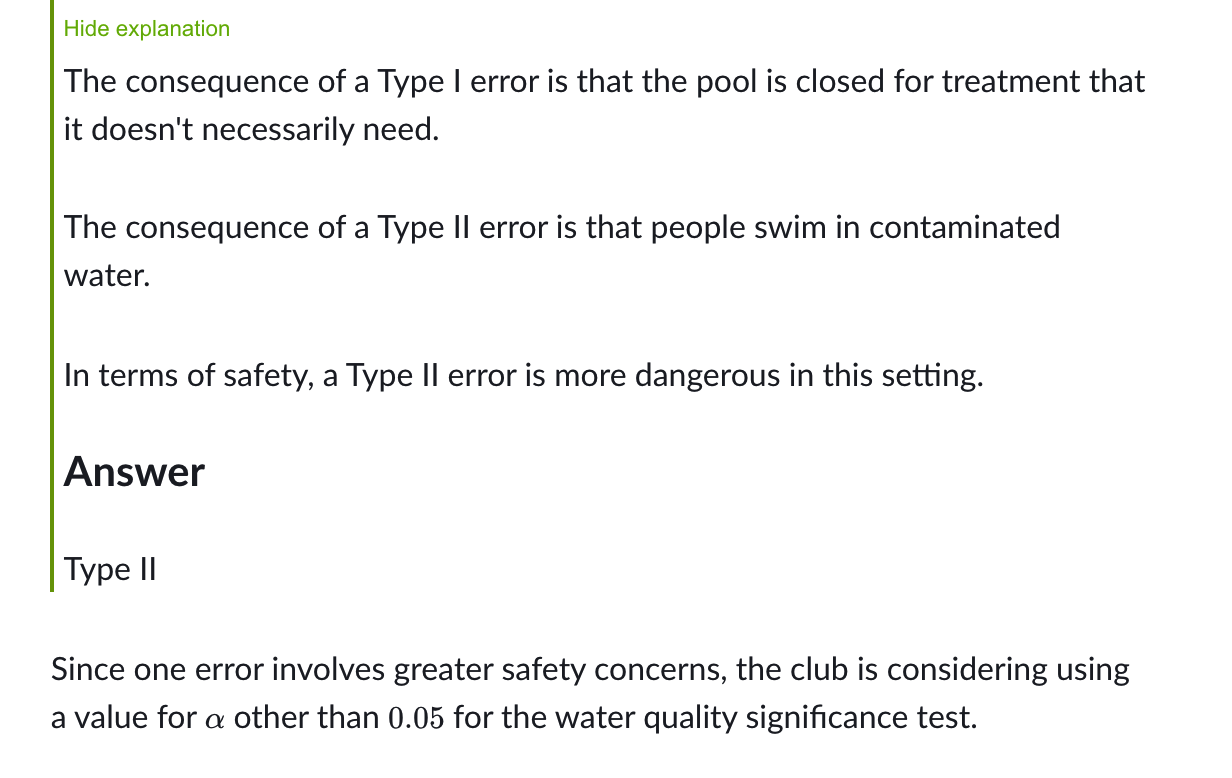 Hide explanation
The consequence of a Type I error is that the pool is closed for treatment that
it doesn't necessarily need.
The consequence of a Type II error is that people swim in contaminated
water.
In terms of safety, a Type II error is more dangerous in this setting.
Answer
Type II
Since one error involves greater safety concerns, the club is considering using
a value for α other than 0.05 for the water quality significance test.